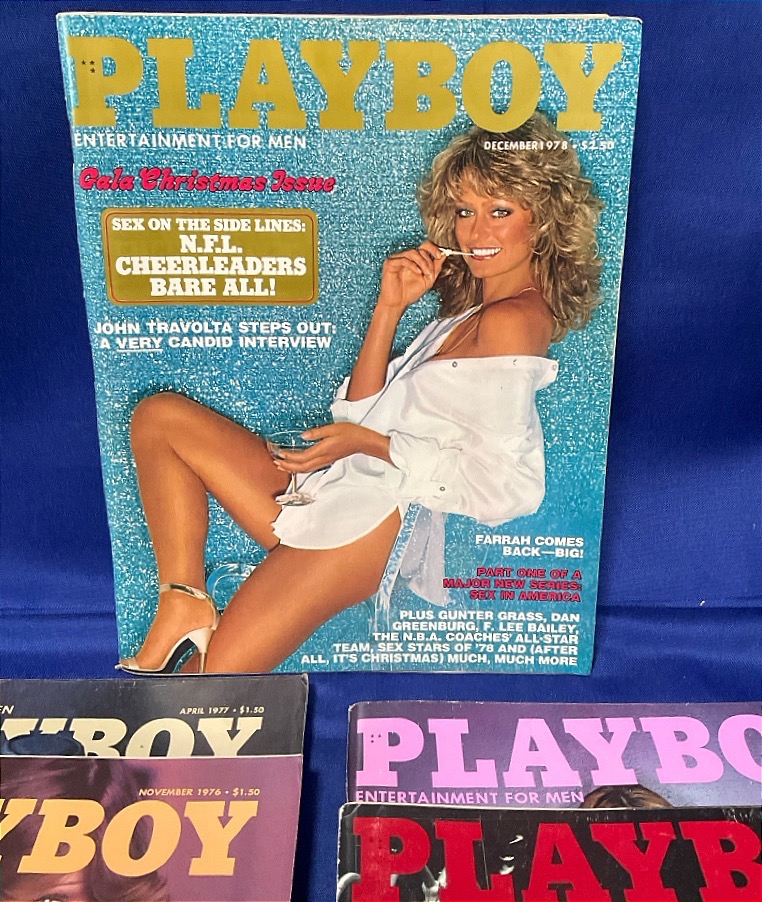 PLAYBOY
ENTERTAINMENT FOR MEN
DECEMBER 1978 • $2.50
Gala Christmas Issue
SEX ON THE SIDE LINES:
N.F.L.
CHEERLEADERS
BARE ALL!
JOHN TRAVOLTA STEPS OUT:
A VERY CANDID INTERVIEW
FARRAH COMES
BACK—BIG!
PART ONE OF A
MAJOR NEW SERIES:
SEX IN AMERICA
PLUS GUNTER GRASS, DAN
GREENBURG, F. LEE BAILEY,
THE N.B.A. COACHES' ALL-STAR
TEAM, SEX STARS OF '78 AND (AFTER
ALL, IT'S CHRISTMAS) MUCH, MUCH MORE
EN
APRIL 1977 • $1.50
YBOY
NOVEMBER 1976 • $1.50
YBOY
PLAYBO
ENTERTAINMENT FOR MEN
PLAYB